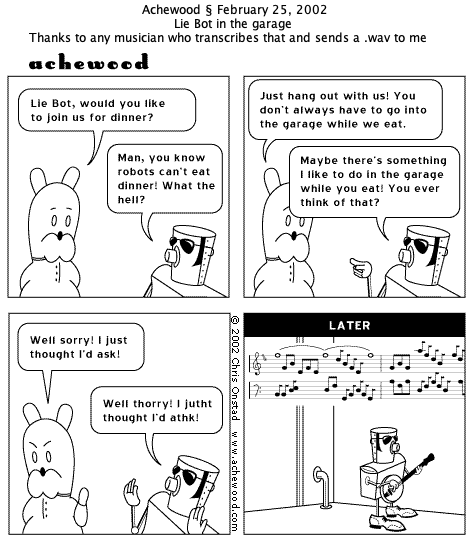 Achewood § February 25, 2002
Lie Bot in the garage
Thanks to any musician who transcribes that and sends a .wav to me
achewood
Lie Bot, would you like
to join us for dinner?
Man, you know
robots can't eat
dinner! What the
hell?
Just hang out with us! You
don't always have to go into
the garage while we eat.
Maybe there's something
I like to do in the garage
while you eat! You ever
think of that?
Well sorry! I just
thought I'd ask!
Well thorry! I jutht
thought I'd athk!
© 2002 Chris Onstad www.achewood.com
LATER